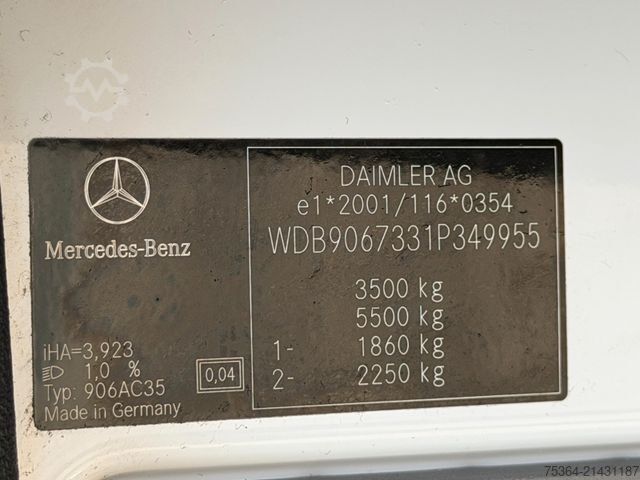 Mercedes-Benz
iHA=3,923
1,0 %
Typ: 906AC35
Made in Germany
0,04
DAIMLER AG
e1*2001/116*0354
WDB9067331P349955
3500 kg
5500 kg
1- 1860 kg
2- 2250 kg
75364-21431187